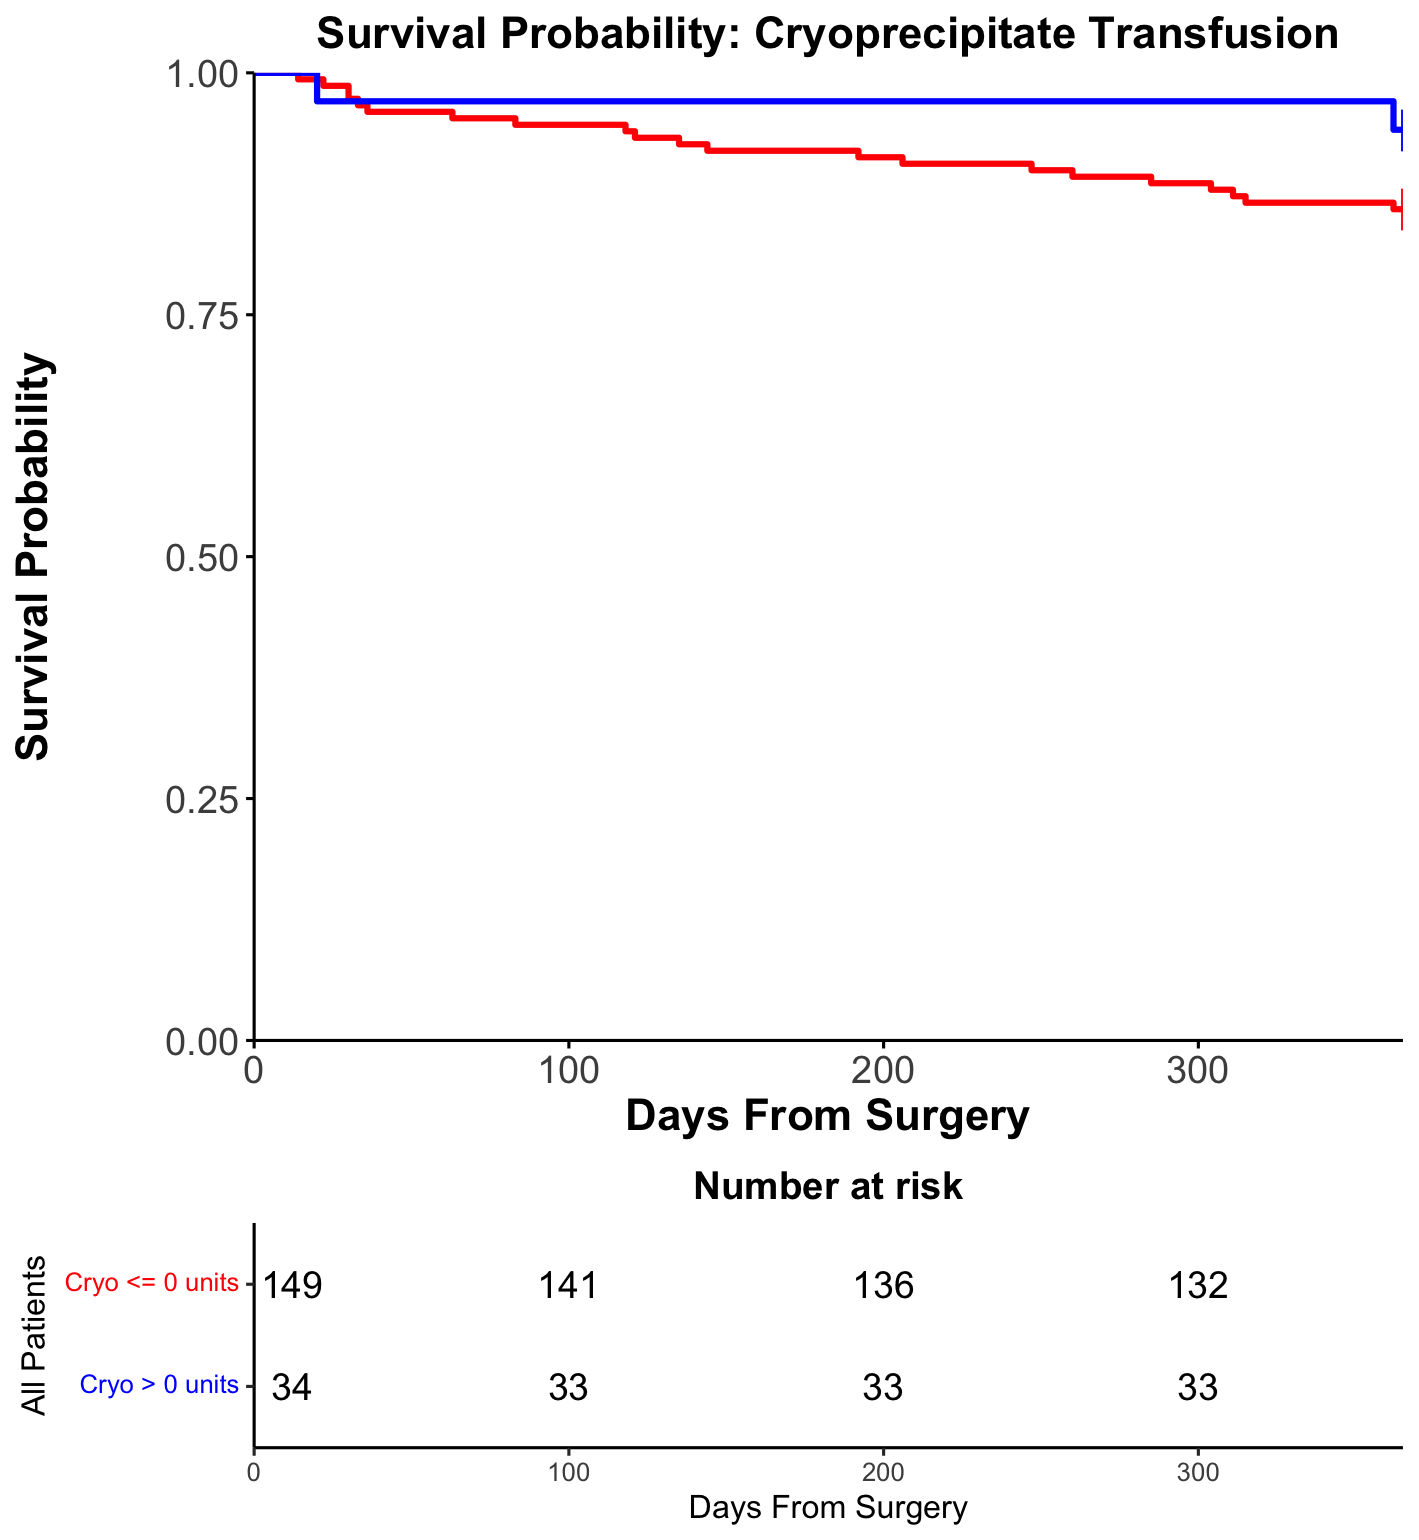 Survival Probability: Cryoprecipitate Transfusion
1.00
0.75
0.50
0.25
0.00
Survival Probability
0 100 200 300
Days From Surgery
Number at risk
All Patients
Cryo <= 0 units 149 141 136 132
Cryo > 0 units 34 33 33 33
0 100 200 300
Days From Surgery